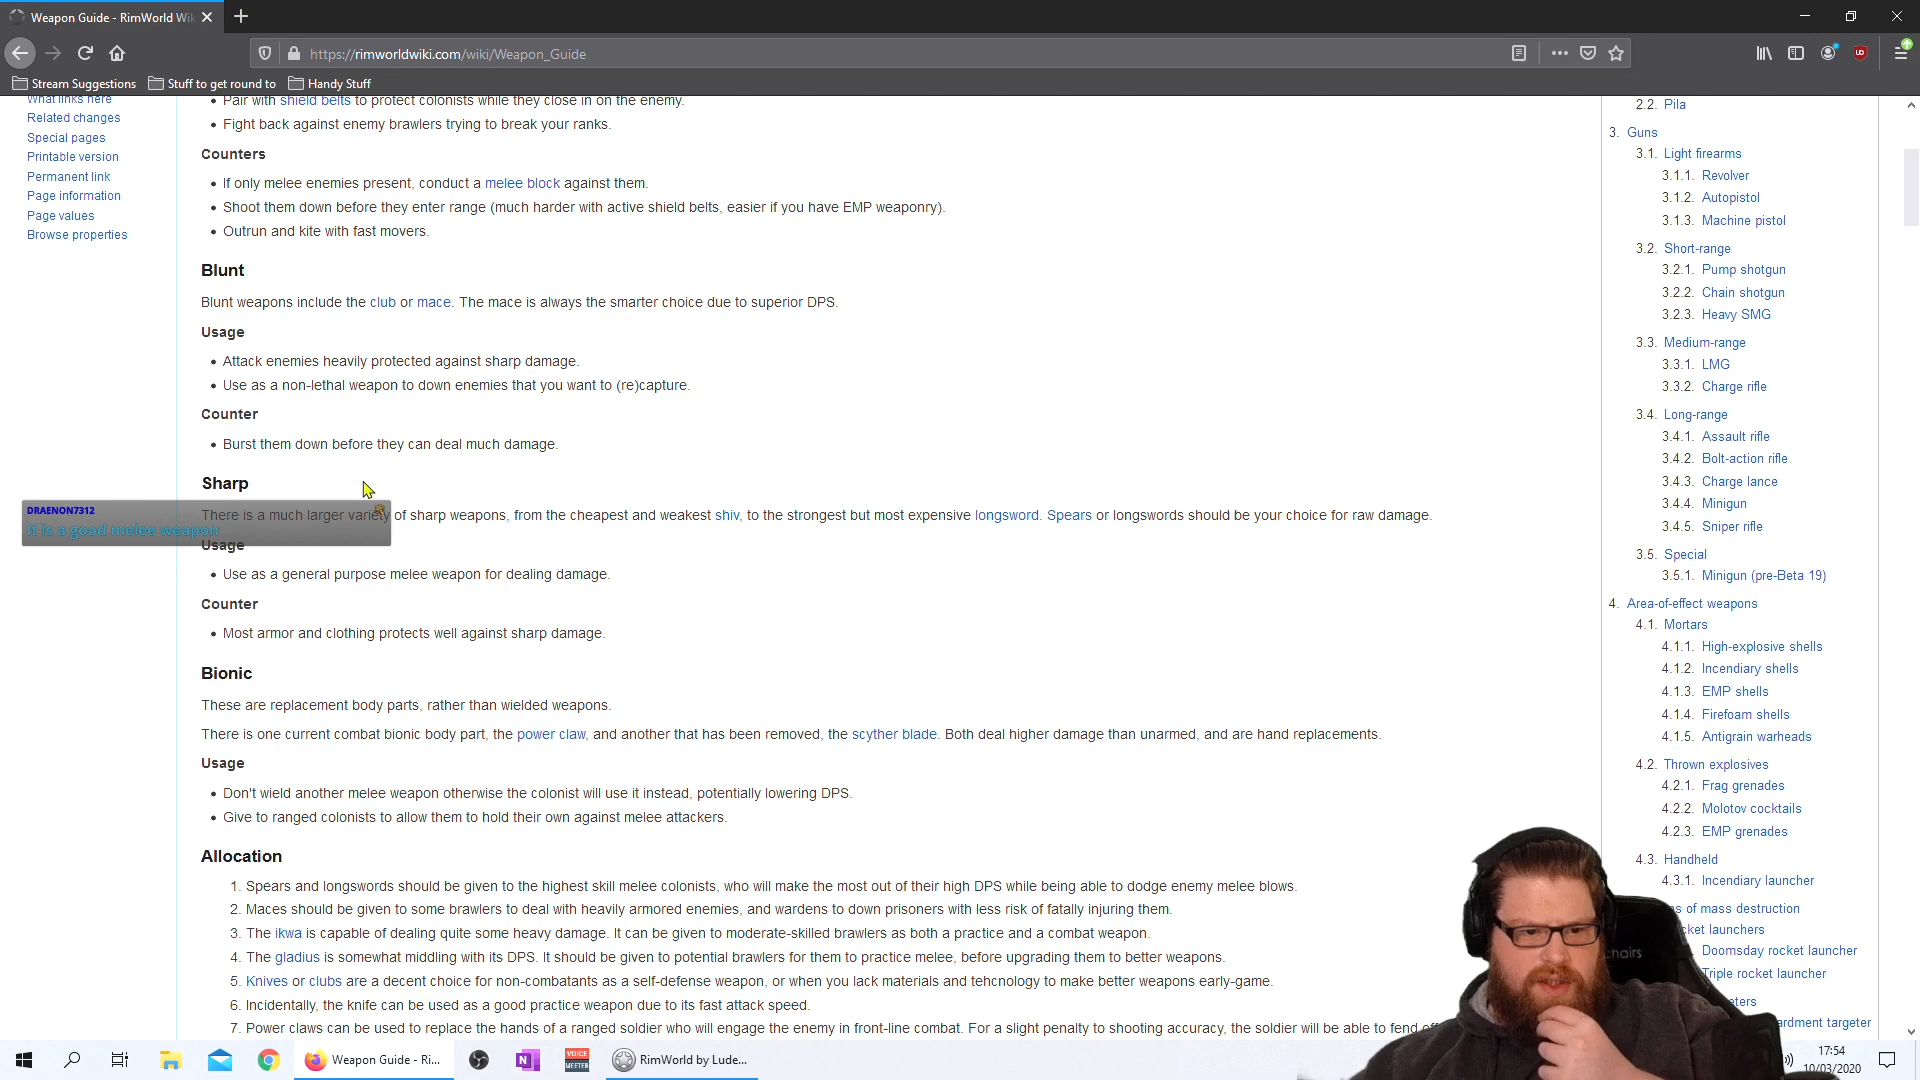 Weapon Guide - RimWorld Wi
https://rimworldwiki.com/wiki/Weapon_Guide
Stream Suggestions
Stuff to get round to
Handy Stuff
What links here
Related changes
Special pages
Printable version
Permanent link
Page information
Page values
Browse properties
• Pair with shield belts to protect colonists while they close in on the enemy.
• Fight back against enemy brawlers trying to break your ranks.
Counters
• If only melee enemies present, conduct a melee block against them.
• Shoot them down before they enter range (much harder with active shield belts, easier if you have EMP weaponry).
• Outrun and kite with fast movers.
Blunt
Blunt weapons include the club or mace. The mace is always the smarter choice due to superior DPS.
Usage
• Attack enemies heavily protected against sharp damage.
• Use as a non-lethal weapon to down enemies that you want to (re)capture.
Counter
• Burst them down before they can deal much damage.
Sharp
There is a much larger variety of sharp weapons, from the cheapest and weakest shiv, to the strongest but most expensive longsword. Spears or longswords should be your choice for raw damage.
DRAENON7312
it is a good melee weapon
Usage
• Use as a general purpose melee weapon for dealing damage.
Counter
• Most armor and clothing protects well against sharp damage.
Bionic
These are replacement body parts, rather than wielded weapons.
There is one current combat bionic body part, the power claw, and another that has been removed, the scyther blade. Both deal higher damage than unarmed, and are hand replacements.
Usage
• Don't wield another melee weapon otherwise the colonist will use it instead, potentially lowering DPS.
• Give to ranged colonists to allow them to hold their own against melee attackers.
Allocation
1. Spears and longswords should be given to the highest skill melee colonists, who will make the most out of their high DPS while being able to dodge enemy melee blows.
2. Maces should be given to some brawlers to deal with heavily armored enemies, and wardens to down prisoners with less risk of fatally injuring them.
3. The ikwa is capable of dealing quite some heavy damage. It can be given to moderate-skilled brawlers as both a practice and a combat weapon.
4. The gladius is somewhat middling with its DPS. It should be given to potential brawlers for them to practice melee, before upgrading them to better weapons.
5. Knives or clubs are a decent choice for non-combatants as a self-defense weapon, or when you lack materials and tehcnology to make better weapons early-game.
6. Incidentally, the knife can be used as a good practice weapon due to its fast attack speed.
7. Power claws can be used to replace the hands of a ranged soldier who will engage the enemy in front-line combat. For a slight penalty to shooting accuracy, the soldier will be able to fend
2.2. Pila
3. Guns
3.1. Light firearms
3.1.1. Revolver
3.1.2. Autopistol
3.1.3. Machine pistol
3.2. Short-range
3.2.1. Pump shotgun
3.2.2. Chain shotgun
3.2.3. Heavy SMG
3.3. Medium-range
3.3.1. LMG
3.3.2. Charge rifle
3.4. Long-range
3.4.1. Assault rifle
3.4.2. Bolt-action rifle
3.4.3. Charge lance
3.4.4. Minigun
3.4.5. Sniper rifle
3.5. Special
3.5.1. Minigun (pre-Beta 19)
4. Area-of-effect weapons
4.1. Mortars
4.1.1. High-explosive shells
4.1.2. Incendiary shells
4.1.3. EMP shells
4.1.4. Firefoam shells
4.1.5. Antigrain warheads
4.2. Thrown explosives
4.2.1. Frag grenades
4.2.2. Molotov cocktails
4.2.3. EMP grenades
4.3. Handheld
4.3.1. Incendiary launcher
ns of mass destruction
cket launchers
Doomsday rocket launcher
Triple rocket launcher
eters
ardment targeter
chairs
Weapon Guide - Ri...
N
VOICE
MEETER
RimWorld by Lude...
17:54
10/03/2020